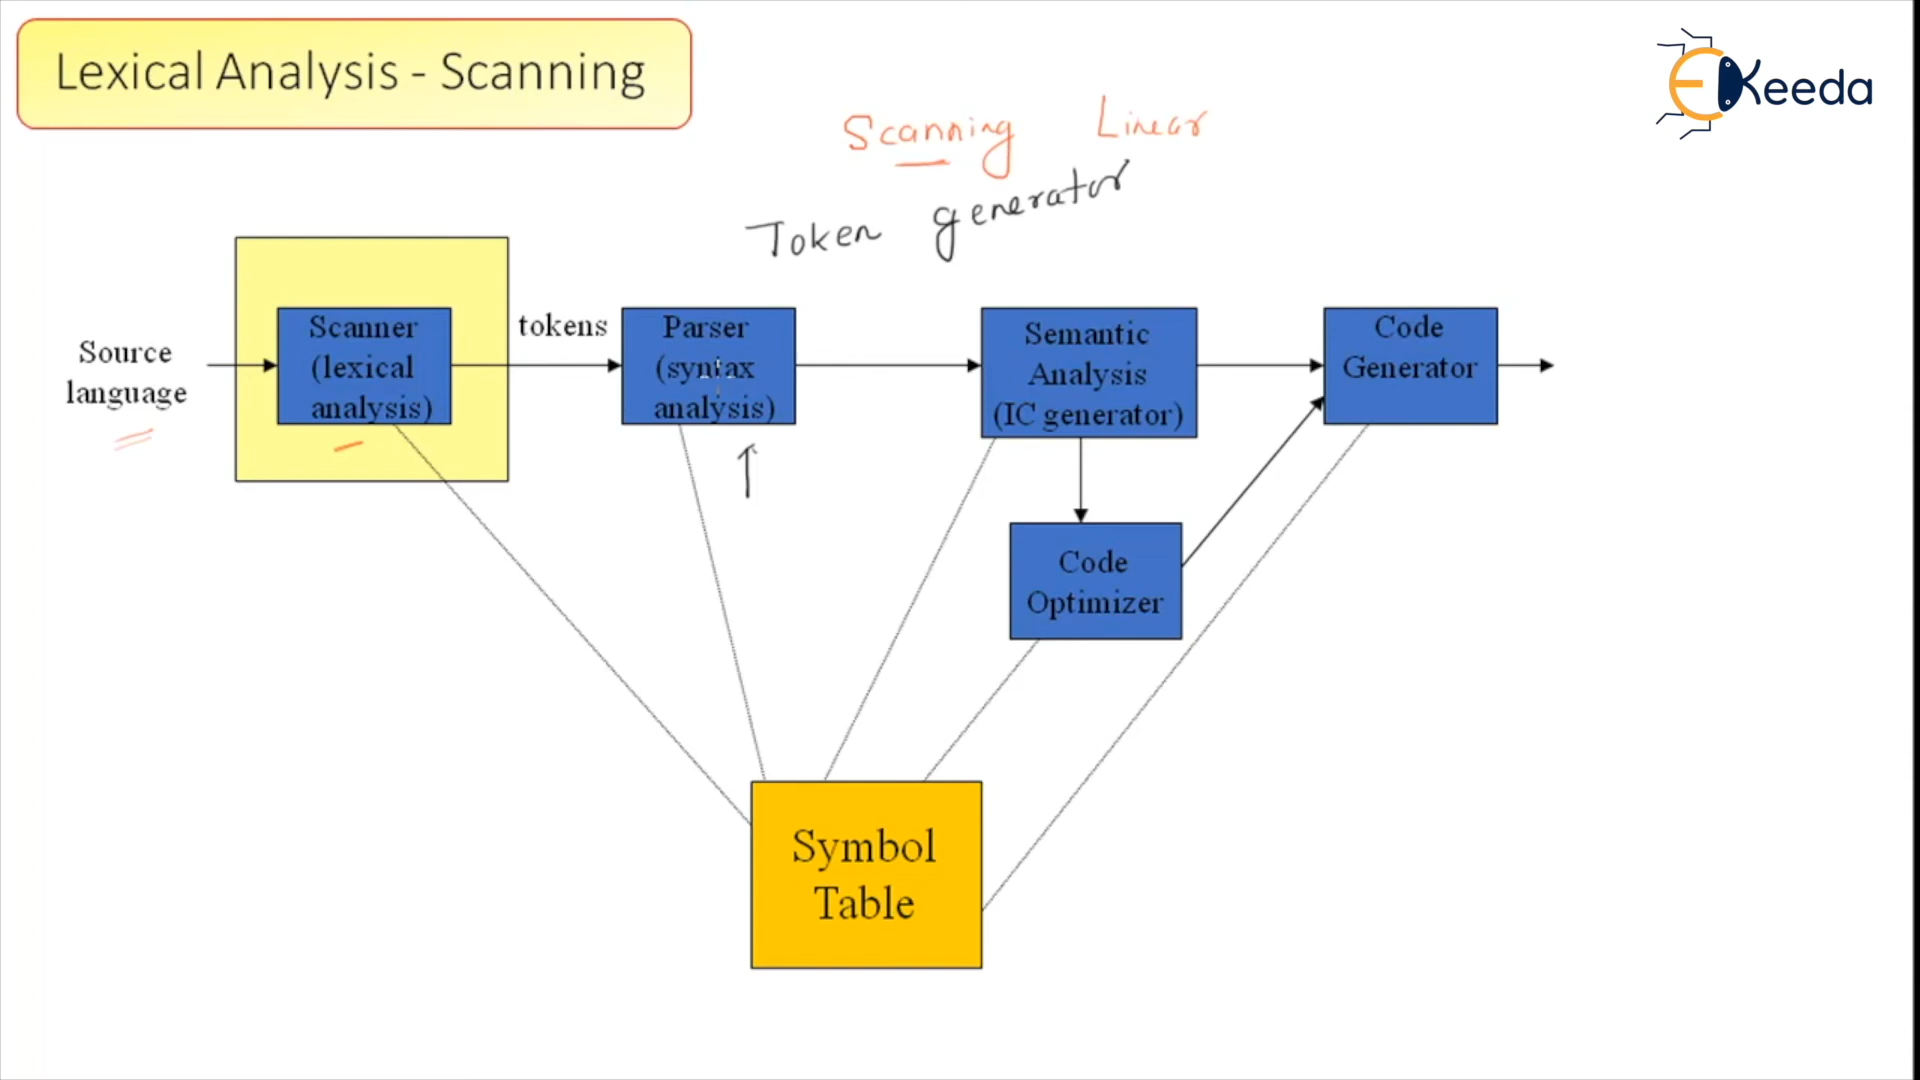 Lexical Analysis - Scanning
EKeeda
Scanning Linear
Token generator
Source
language
Scanner
(lexical
analysis)
tokens
Parser
(syntax
analysis)
Semantic
Analysis
(IC generator)
Code
Generator
Code
Optimizer
Symbol
Table